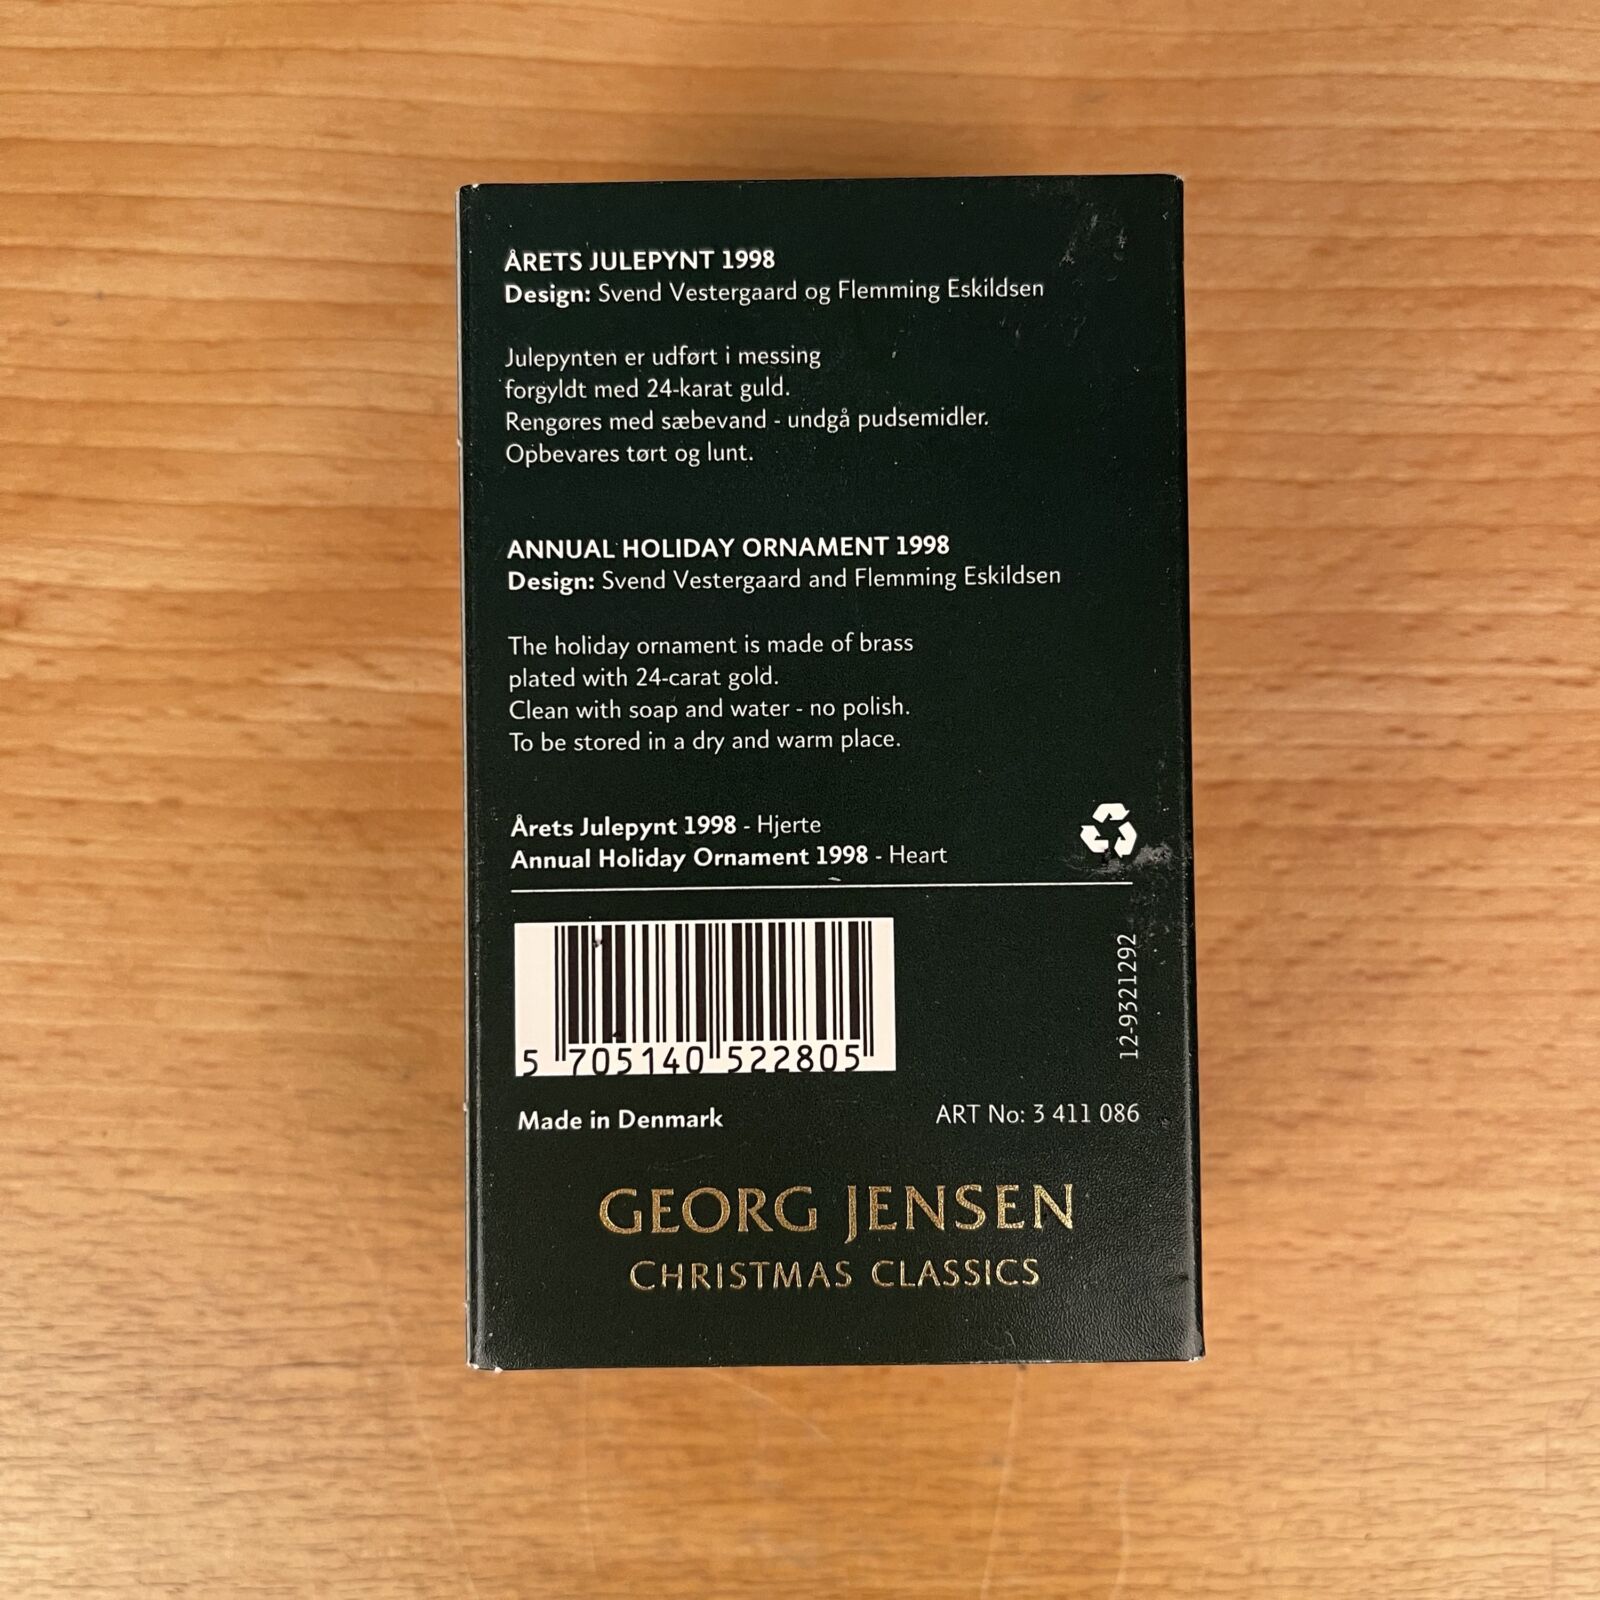 ÅRETS JULEPYNT 1998
Design: Svend Vestergaard og Flemming Eskildsen
Julepynten er udført i messing
forgyldt med 24-karat guld.
Rengøres med sæbevand - undgå pudsemidler.
Opbevares tørt og lunt.
ANNUAL HOLIDAY ORNAMENT 1998
Design: Svend Vestergaard and Flemming Eskildsen
The holiday ornament is made of brass
plated with 24-carat gold.
Clean with soap and water - no polish.
To be stored in a dry and warm place.
Årets Julepynt 1998 - Hjerte
Annual Holiday Ornament 1998 - Heart
5 705140 522805
12-9321292
Made in Denmark
ART No: 3 411 086
GEORG JENSEN
CHRISTMAS CLASSICS